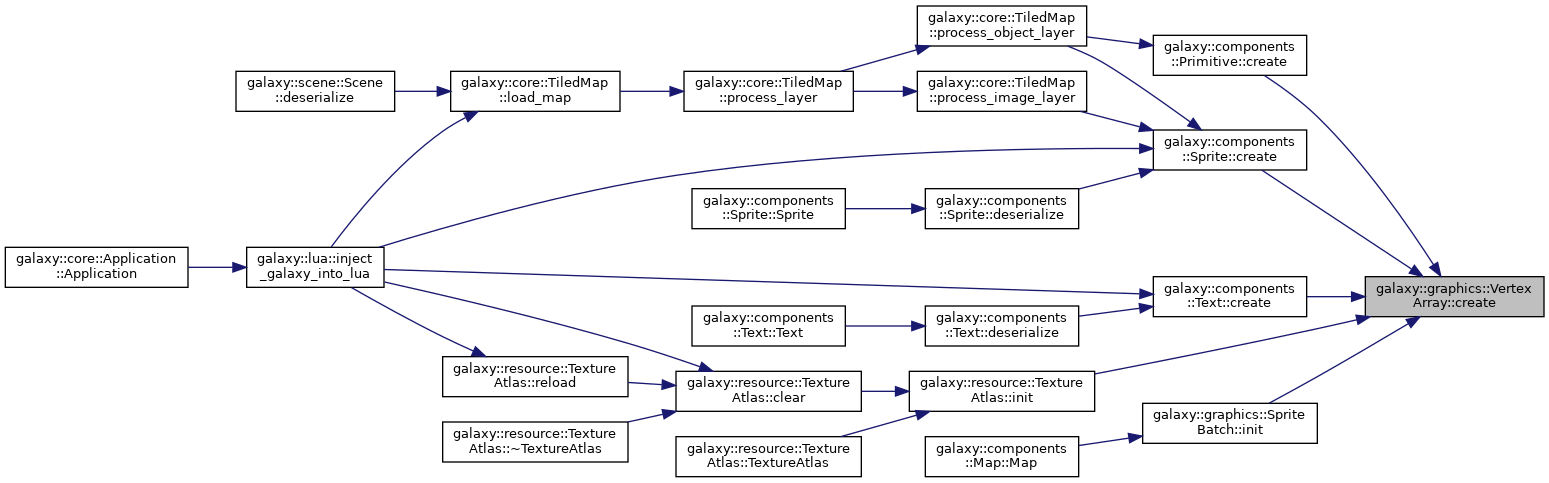 galaxy::core::TiledMap
::process_object_layer
galaxy::components
::Primitive::create
galaxy::scene::Scene
::deserialize
galaxy::core::TiledMap
::load_map
galaxy::core::TiledMap
::process_layer
galaxy::core::TiledMap
::process_image_layer
galaxy::components
::Sprite::create
galaxy::components
::Sprite::Sprite
galaxy::components
::Sprite::deserialize
galaxy::core::Application
::Application
galaxy::lua::inject
_galaxy_into_lua
galaxy::components
::Text::create
galaxy::graphics::Vertex
Array::create
galaxy::components
::Text::Text
galaxy::components
::Text::deserialize
galaxy::resource::Texture
Atlas::reload
galaxy::resource::Texture
Atlas::clear
galaxy::resource::Texture
Atlas::init
galaxy::graphics::Sprite
Batch::init
galaxy::resource::Texture
Atlas::~TextureAtlas
galaxy::resource::Texture
Atlas::TextureAtlas
galaxy::components
::Map::Map